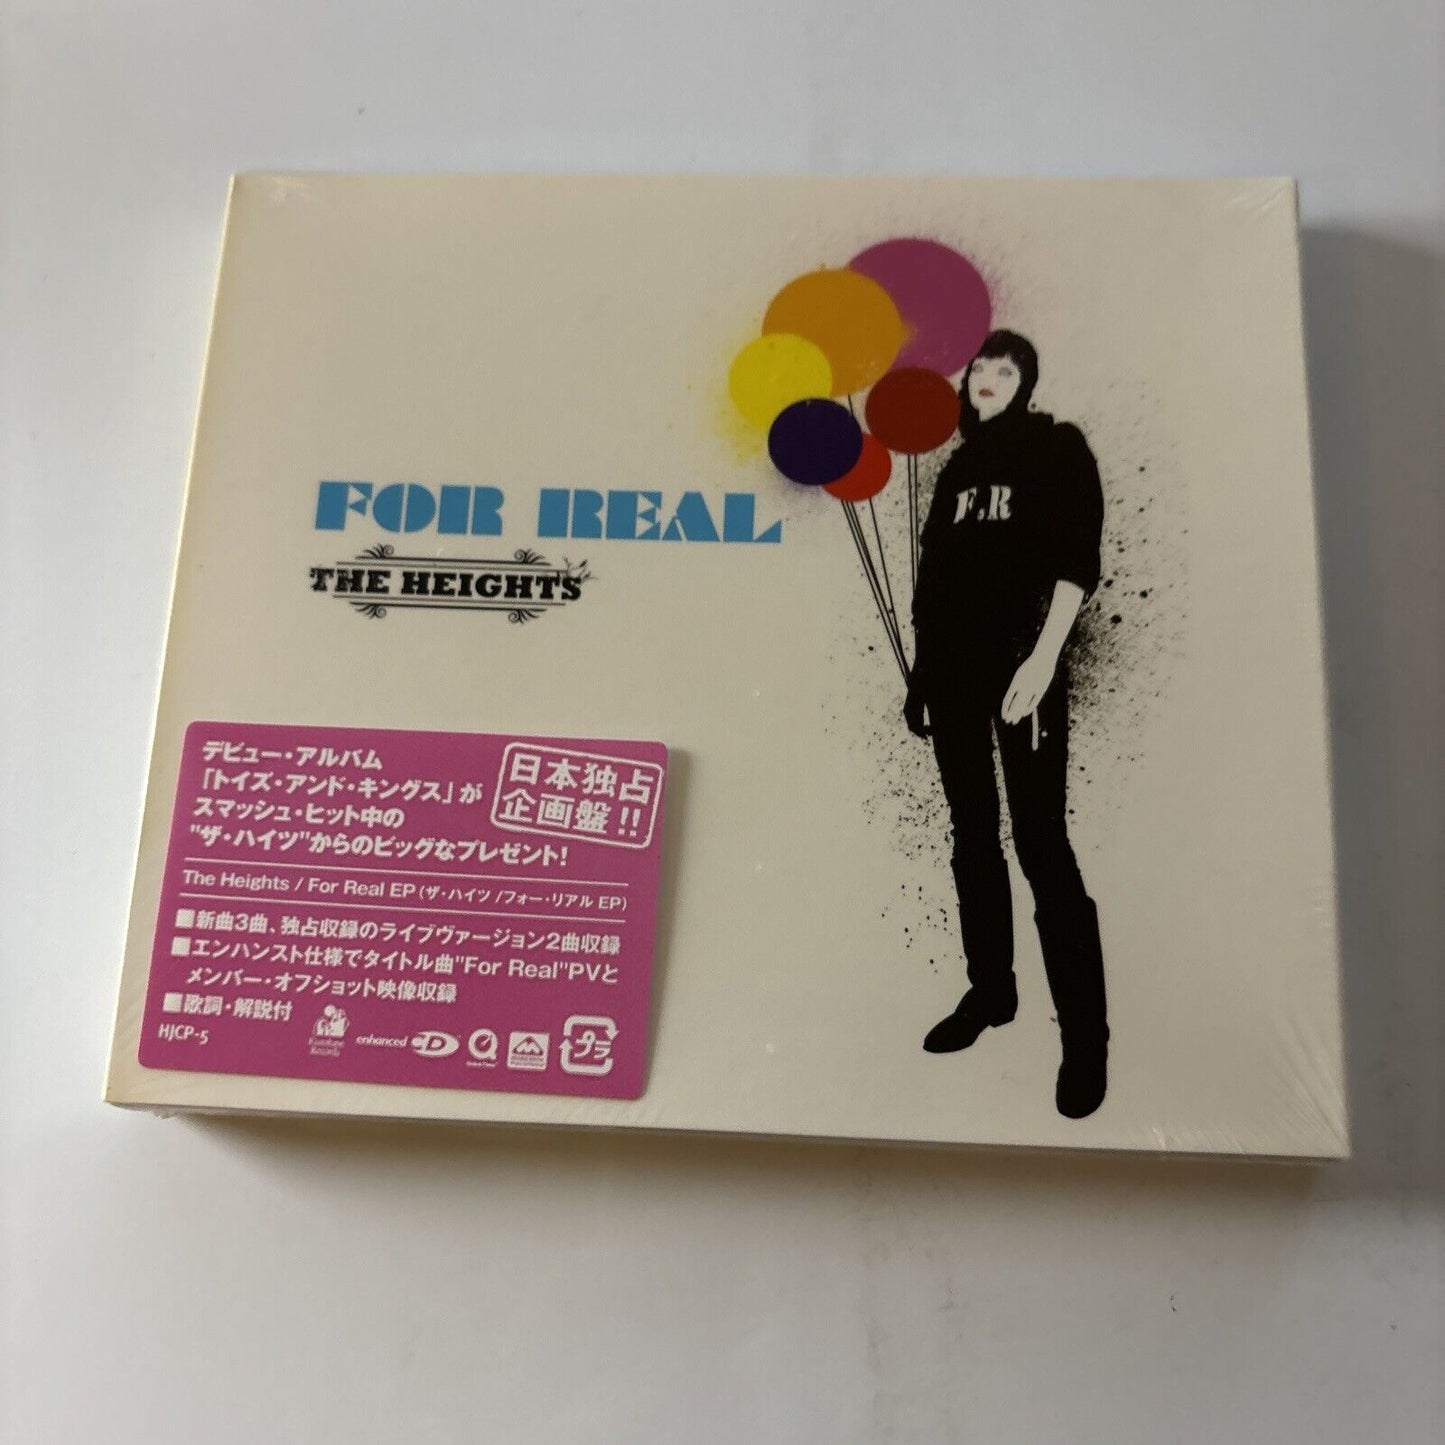 FOR REAL
THE HEIGHTS
F.R
デビュー・アルバム
「トイズ・アンド・キングス」が
スマッシュ・ヒット中の
"ザ・ハイツ"からのビッグなプレゼント!
日本独占
企画盤!!
The Heights / For Real EP (ザ・ハイツ /フォー・リアル EP)
■新曲3曲、独占収録のライブヴァージョン2曲収録
■エンハンスト仕様でタイトル曲"For Real"PVと
メンバー・オフショット映像収録
■歌詞・解説付
HJCP-5
Records
enhanced CD
QuickTime
プラ